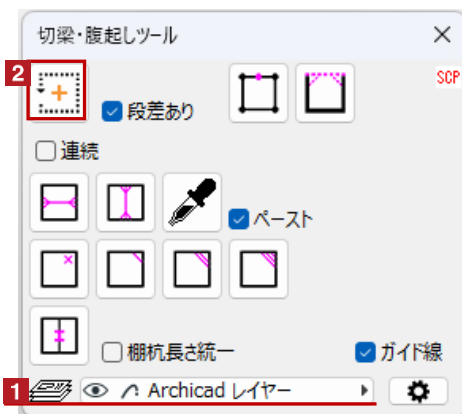 切梁・腹起しツール
2
SCP
段差あり
連続
ペースト
棚杭長さ統一
ガイド線
1
Archicad レイヤー